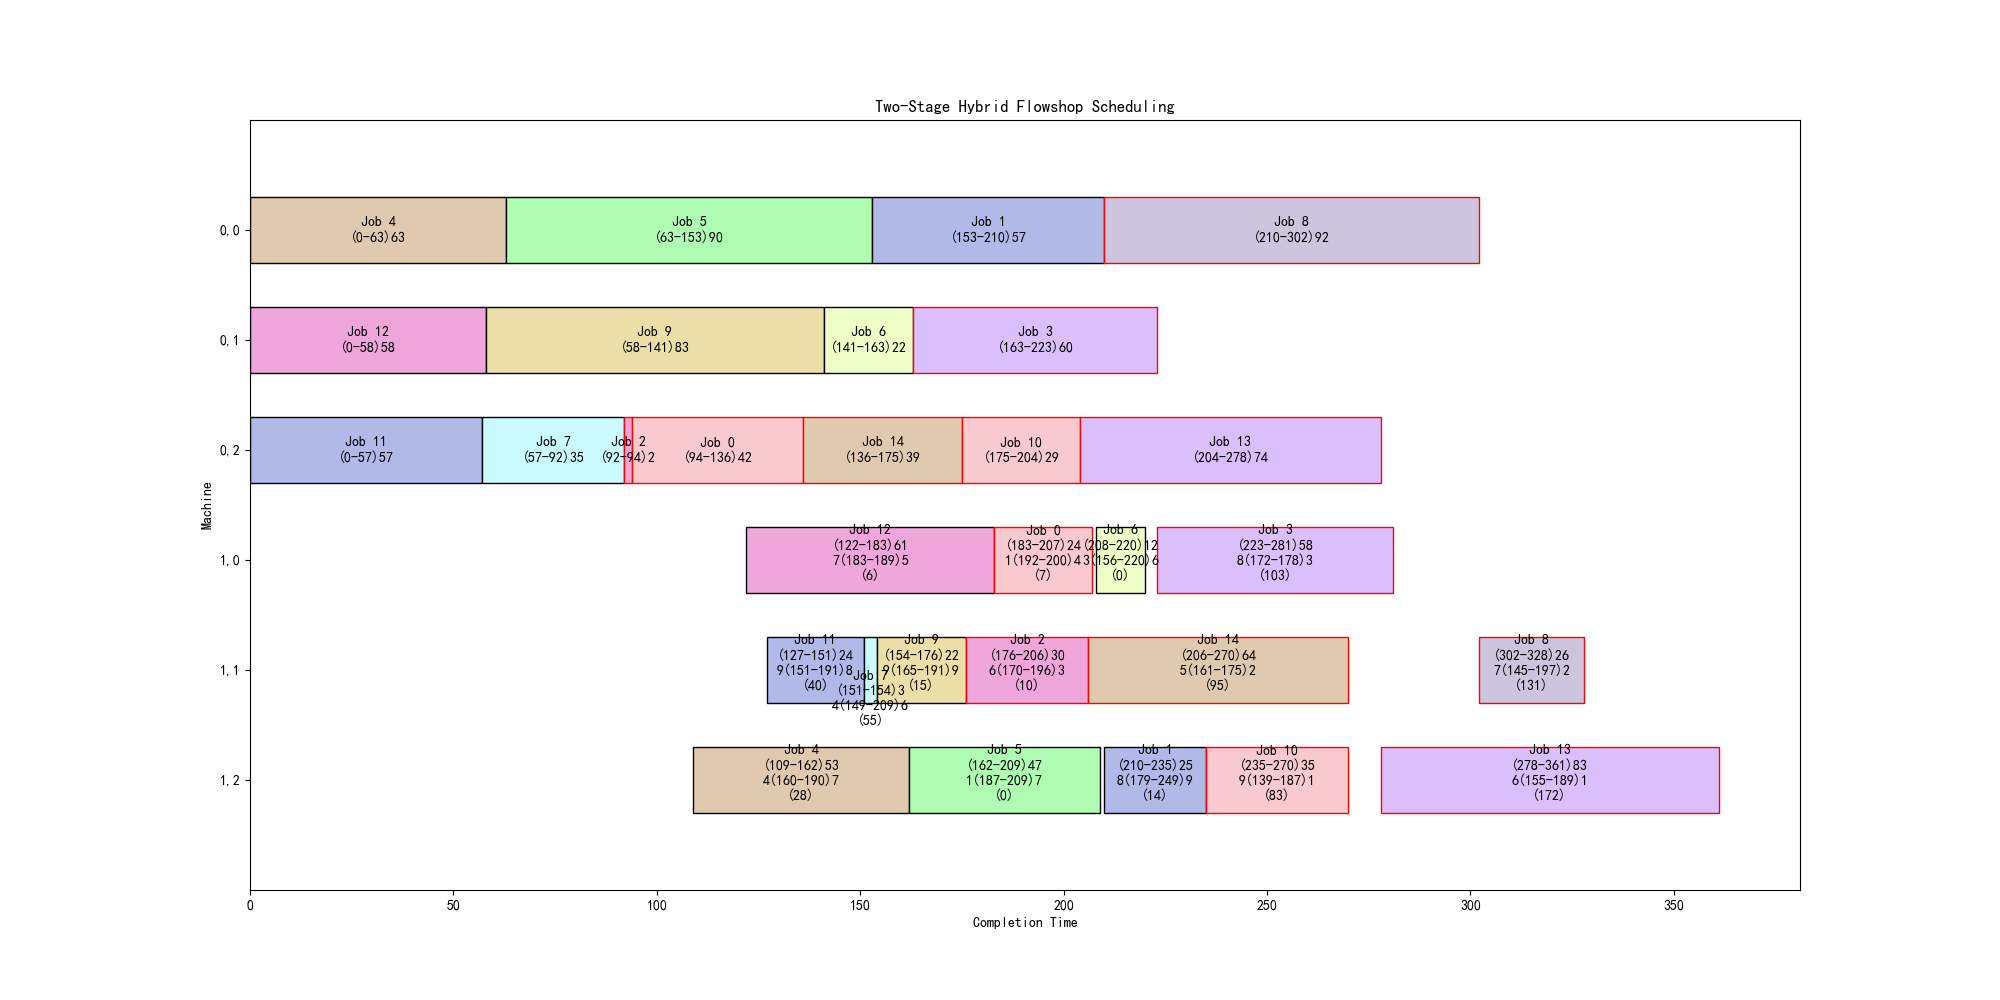 Two-Stage Hybrid Flowshop Scheduling
0,0
Job 4
(0-63)63
Job 5
(63-153)90
Job 1
(153-210)57
Job 8
(210-302)92
0,1
Job 12
(0-58)58
Job 9
(58-141)83
Job 6
(141-163)22
Job 3
(163-223)60
0,2
Job 11
(0-57)57
Job 7
(57-92)35
Job 2
(92-94)2
Job 0
(94-136)42
Job 14
(136-175)39
Job 10
(175-204)29
Job 13
(204-278)74
Machine
1,0
Job 12
(122-183)61
7(183-189)5
(6)
Job 0
(183-207)24
1(192-200)4
(7)
Job 6
(208-220)12
3(156-220)6
(0)
Job 3
(223-281)58
8(172-178)3
(103)
1,1
Job 11
(127-151)24
9(151-191)8
(40)
Job 7
(151-154)3
4(149-209)6
(55)
Job 9
(154-176)22
9(165-191)9
(15)
Job 2
(176-206)30
6(170-196)3
(10)
Job 14
(206-270)64
5(161-175)2
(95)
Job 8
(302-328)26
7(145-197)2
(131)
1,2
Job 4
(109-162)53
4(160-190)7
(28)
Job 5
(162-209)47
1(187-209)7
(0)
Job 1
(210-235)25
8(179-249)9
(14)
Job 10
(235-270)35
9(139-187)1
(83)
Job 13
(278-361)83
6(155-189)1
(172)
0 50 100 150 200 250 300 350
Completion Time